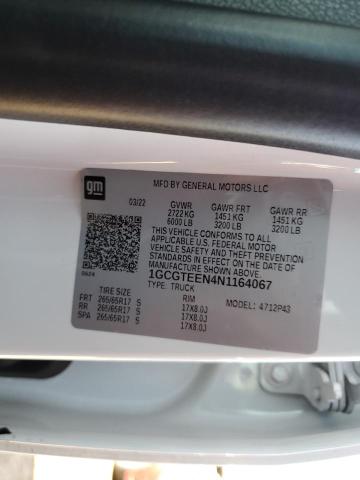 gm
MFD BY GENERAL MOTORS LLC
03/22 GVWR GAWR FRT GAWR RR
2722 KG 1451 KG 1451 KG
6000 LB 3200 LB 3200 LB
THIS VEHICLE CONFORMS TO ALL
APPLICABLE U.S. FEDERAL MOTOR
VEHICLE SAFETY, BUMPER, AND THEFT
PREVENTION STANDARDS IN
EFFECT ON THE DATE OF
MANUFACTURE SHOWN ABOVE.
1GCGTEEN4N1164067
TYPE: TRUCK
TIRE SIZE RIM MODEL: 4712P43
FRT 265/65R17 S 17X8.0J
RR 265/65R17 S 17X8.0J
SPA 265/65R17 S 17X8.0J